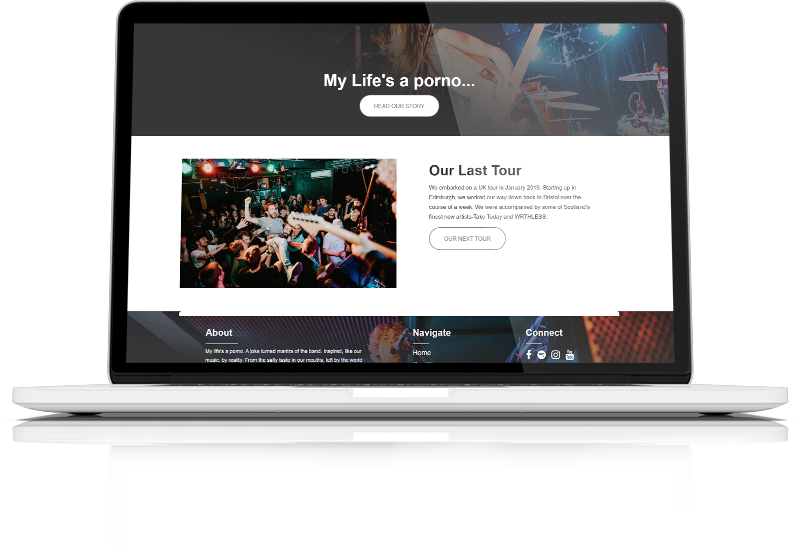 My Life's a porno...
READ OUR STORY
Our Last Tour
We embarked on a UK tour in January 2019. Starting up in
Edinburgh, we worked our way down back to Bristol over the
course of a week. We were accompanied by some of Scotland's
finest new artists-Take Today and WRTHLESS.
OUR NEXT TOUR
About
Navigate
Connect
My life's a porno. A joke turned mantra of the band. Inspired, like our
Home
music, by reality. From the salty taste in our mouths, left by the world